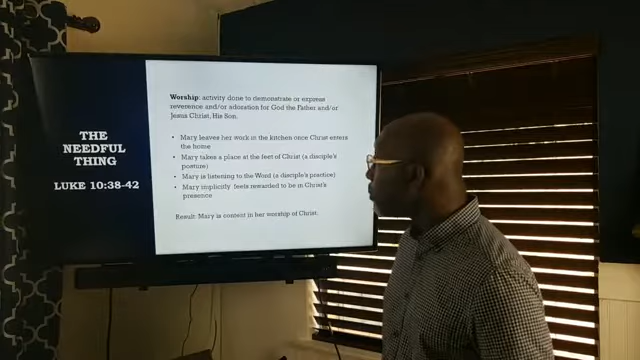 THE
NEEDFUL
THING
LUKE 10:38-42
Worship: activity done to demonstrate or express
reverence and/or adoration for God the Father and/or
Jesus Christ, His Son.
• Mary leaves her work in the kitchen once Christ enters
the home
• Mary takes a place at the feet of Christ (a disciple's
posture)
• Mary is listening to the Word (a disciple's practice)
• Mary implicitly feels rewarded to be in Christ's
presence
Result: Mary is content in her worship of Christ.